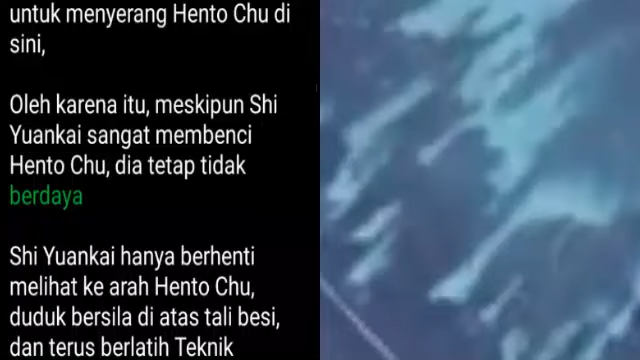 untuk menyerang Hento Chu di
sini,
Oleh karena itu, meskipun Shi
Yuankai sangat membenci
Hento Chu, dia tetap tidak
berdaya
Shi Yuankai hanya berhenti
melihat ke arah Hento Chu,
duduk bersila di atas tali besi,
dan terus berlatih Teknik